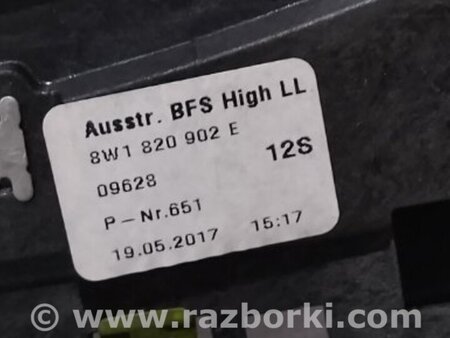 Ausstr. BFS High LL
8W1 820 902 E
12S
09628
P-Nr.651
19.05.2017 15:17
© www.razborki.com